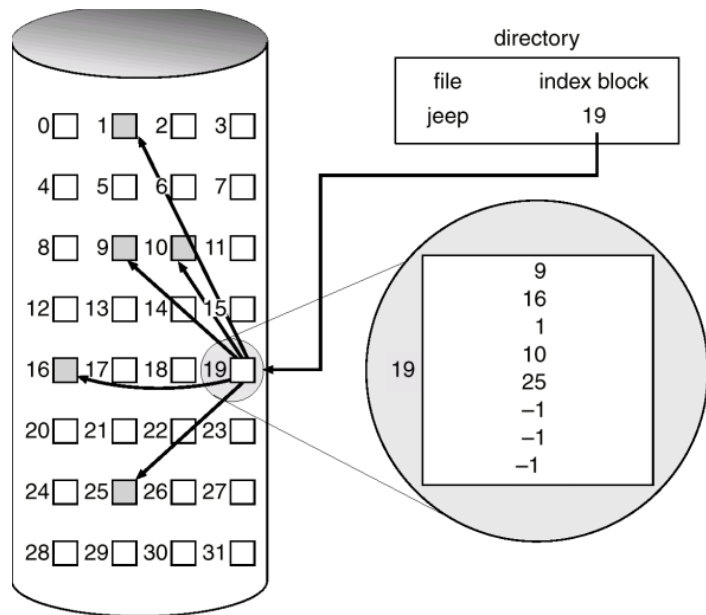 directory
file index block
jeep 19
0 1 2 3
4 5 6 7
8 9 10 11
12 13 14 15
16 17 18 19
20 21 22 23
24 25 26 27
28 29 30 31
9
16
1
10
19
25
–1
–1
–1